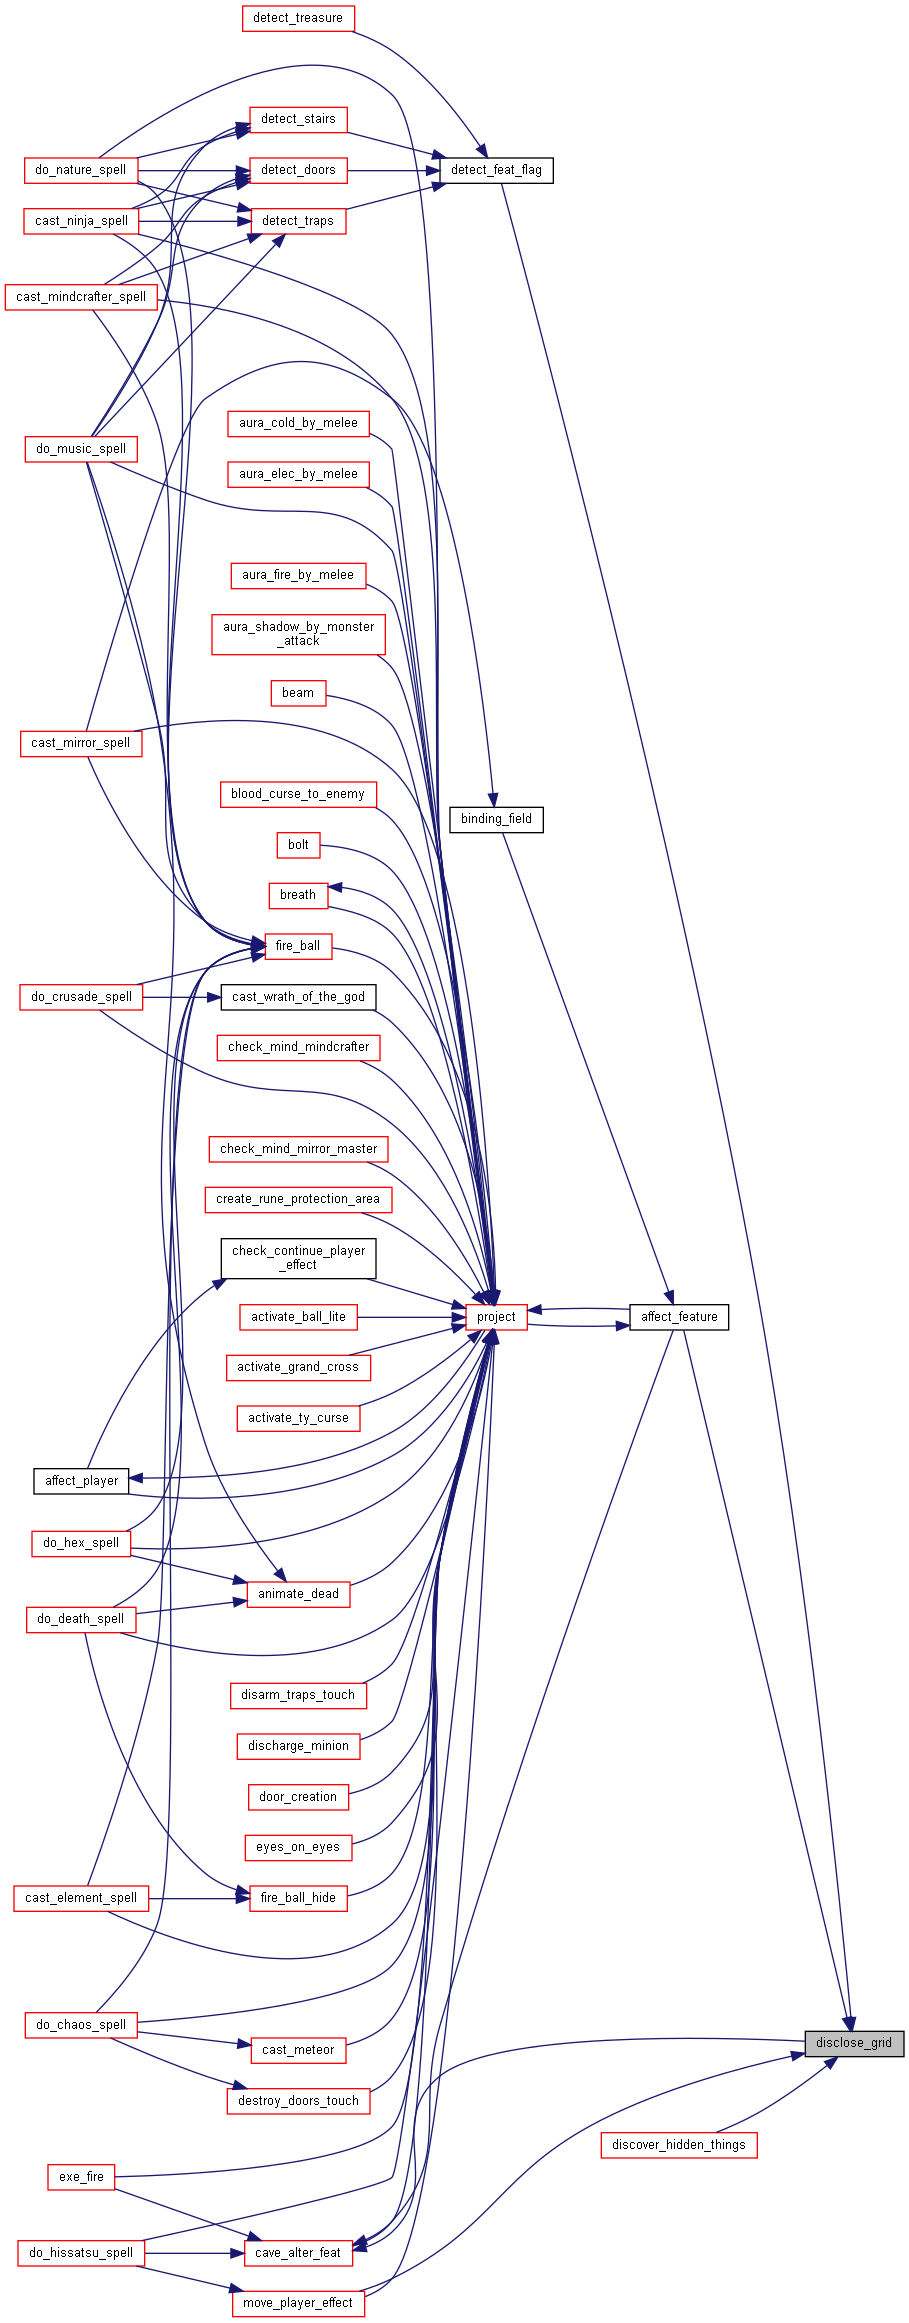 detect_treasure
detect_stairs
detect_doors
detect_feat_flag
do_nature_spell
cast_ninja_spell
detect_traps
cast_mindcrafter_spell
aura_cold_by_melee
do_music_spell
aura_elec_by_melee
aura_fire_by_melee
aura_shadow_by_monster
_attack
beam
cast_mirror_spell
blood_curse_to_enemy
binding_field
bolt
breath
fire_ball
do_crusade_spell
cast_wrath_of_the_god
check_mind_mindcrafter
check_mind_mirror_master
create_rune_protection_area
check_continue_player
_effect
activate_ball_lite
project
affect_feature
activate_grand_cross
activate_ty_curse
affect_player
do_hex_spell
animate_dead
do_death_spell
disarm_traps_touch
discharge_minion
door_creation
eyes_on_eyes
cast_element_spell
fire_ball_hide
do_chaos_spell
disclose_grid
cast_meteor
destroy_doors_touch
discover_hidden_things
exe_fire
do_hissatsu_spell
cave_alter_feat
move_player_effect